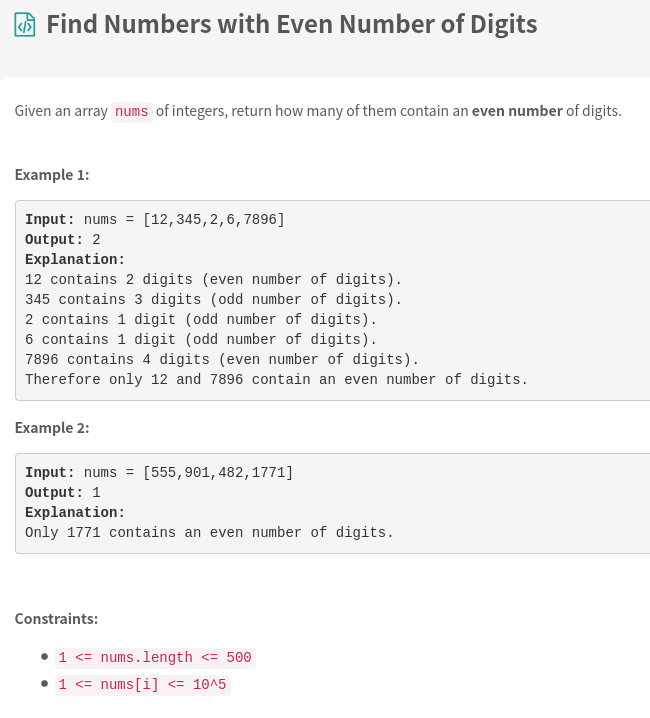 Find Numbers with Even Number of Digits
Given an array nums of integers, return how many of them contain an even number of digits.
Example 1:
Input: nums = [12,345,2,6,7896]
Output: 2
Explanation:
12 contains 2 digits (even number of digits).
345 contains 3 digits (odd number of digits).
2 contains 1 digit (odd number of digits).
6 contains 1 digit (odd number of digits).
7896 contains 4 digits (even number of digits).
Therefore only 12 and 7896 contain an even number of digits.
Example 2:
Input: nums = [555,901,482,1771]
Output: 1
Explanation:
Only 1771 contains an even number of digits.
Constraints:
1 <= nums.length <= 500
1 <= nums[i] <= 10^5